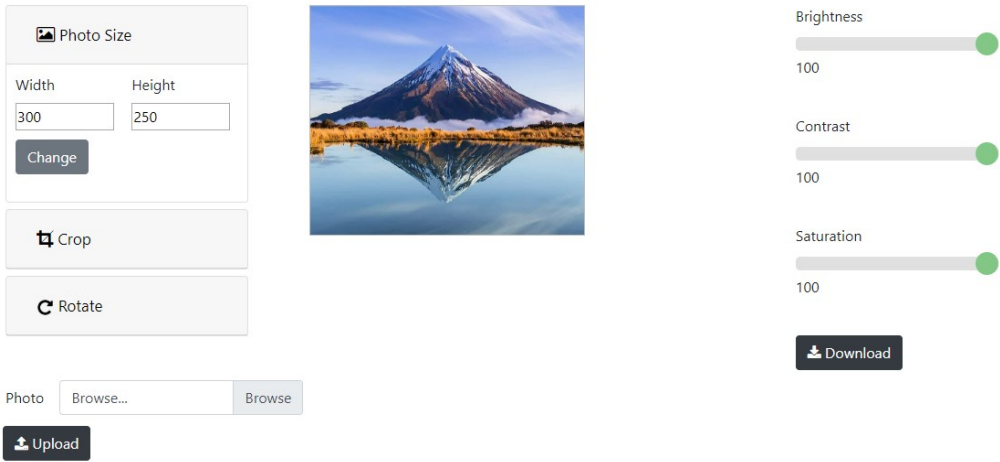 Photo Size
Width Height
300 250
Change
Crop
Rotate
Photo Browse... Browse
Upload
Brightness
100
Contrast
100
Saturation
100
Download